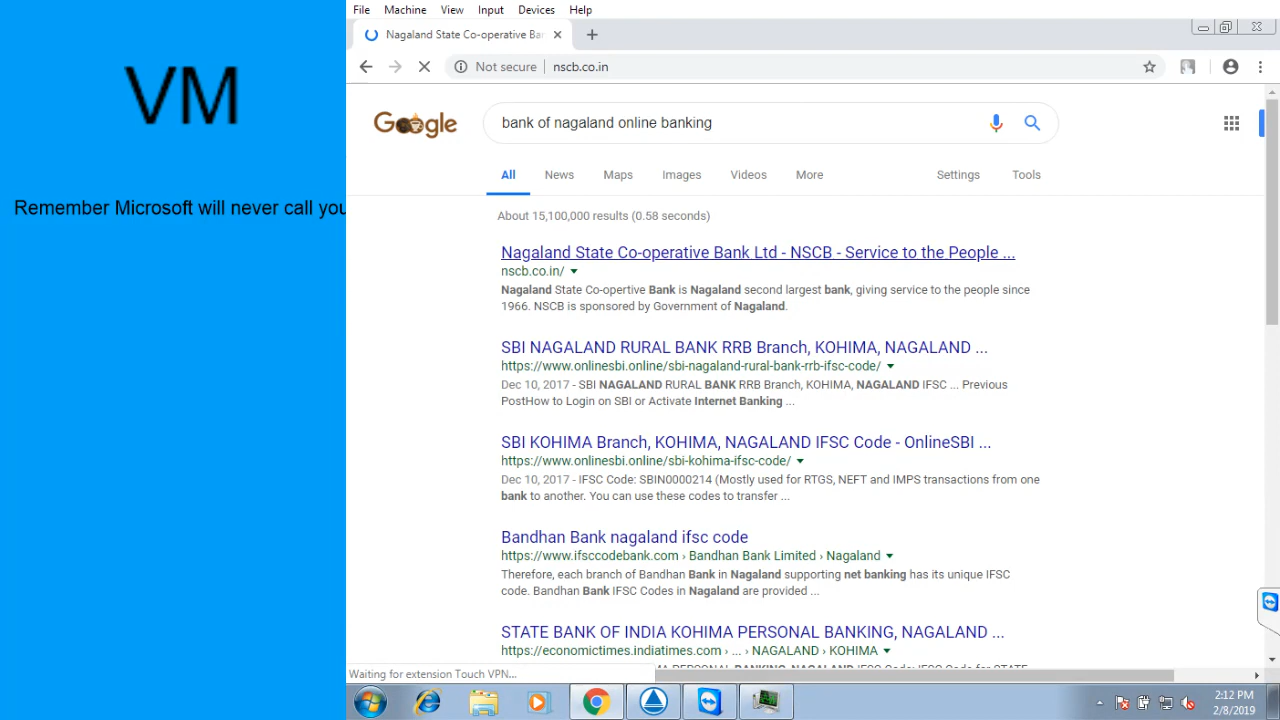 File Machine View Input Devices Help
Nagaland State Co-operative Ba
Not secure nscb.co.in
VM
Remember Microsoft will never call you
Google
bank of nagaland online banking
All News Maps Images Videos More Settings Tools
About 15,100,000 results (0.58 seconds)
Nagaland State Co-operative Bank Ltd - NSCB - Service to the People ...
nscb.co.in/
Nagaland State Co-opertive Bank is Nagaland second largest bank, giving service to the people since
1966. NSCB is sponsored by Government of Nagaland.
SBI NAGALAND RURAL BANK RRB Branch, KOHIMA, NAGALAND ...
https://www.onlinesbi.online/sbi-nagaland-rural-bank-rrb-ifsc-code/
Dec 10, 2017 - SBI NAGALAND RURAL BANK RRB Branch, KOHIMA, NAGALAND IFSC ... Previous
PostHow to Login on SBI or Activate Internet Banking ...
SBI KOHIMA Branch, KOHIMA, NAGALAND IFSC Code - OnlineSBI ...
https://www.onlinesbi.online/sbi-kohima-ifsc-code/
Dec 10, 2017 - IFSC Code: SBIN0000214 (Mostly used for RTGS, NEFT and IMPS transactions from one
bank to another. You can use these codes to transfer ...
Bandhan Bank nagaland ifsc code
https://www.ifsccodebank.com › Bandhan Bank Limited › Nagaland
Therefore, each branch of Bandhan Bank in Nagaland supporting net banking has its unique IFSC
code. Bandhan Bank IFSC Codes in Nagaland are provided ...
STATE BANK OF INDIA KOHIMA PERSONAL BANKING, NAGALAND ...
https://economictimes.indiatimes.com › ... › NAGALAND › KOHIMA
Waiting for extension Touch VPN...
2:12 PM
2/8/2019